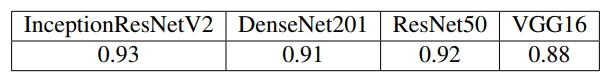 InceptionResNetV2 DenseNet201 ResNet50 VGG16
0.93 0.91 0.92 0.88